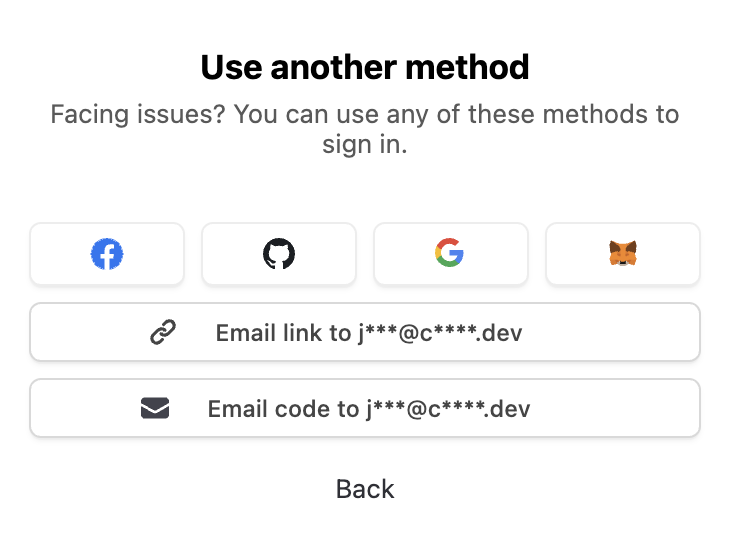 Use another method
Facing issues? You can use any of these methods to
sign in.
Email link to j***@c****.dev
Email code to j***@c****.dev
Back